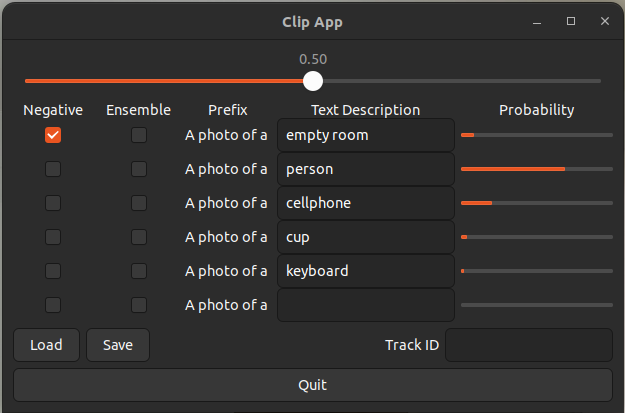 Clip App
0.50
Negative Ensemble Prefix Text Description Probability
A photo of a empty room
A photo of a person
A photo of a cellphone
A photo of a cup
A photo of a keyboard
A photo of a
Load Save Track ID
Quit